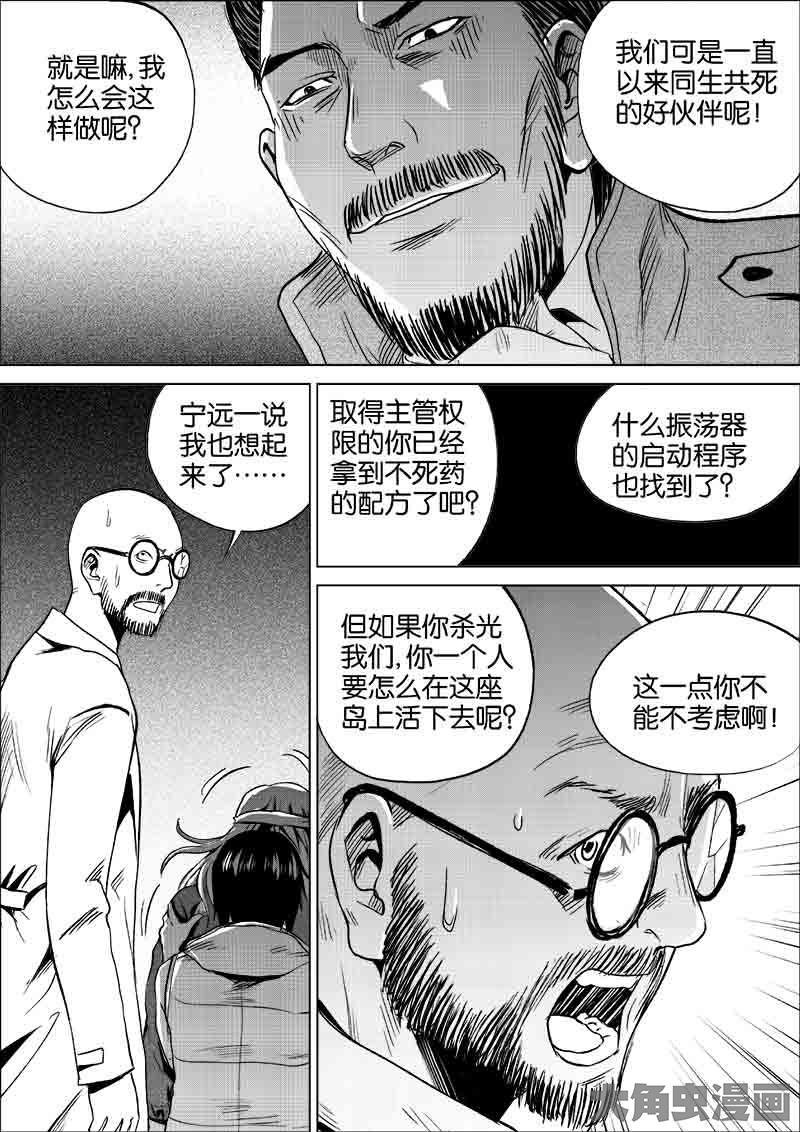 就是嘛，我
怎么会这
样做呢？
我们可是一直
以来同生共死
的好伙伴呢！
宁远一说
我也想起
来了……
取得主管权
限的你已经
拿到不死药
的配方了吧？
什么振荡器
的启动程序
也找到了？
但如果你杀光
我们，你一个人
要怎么在这座
岛上活下去呢？
这一点你不
能不考虑啊！
大角虫漫画